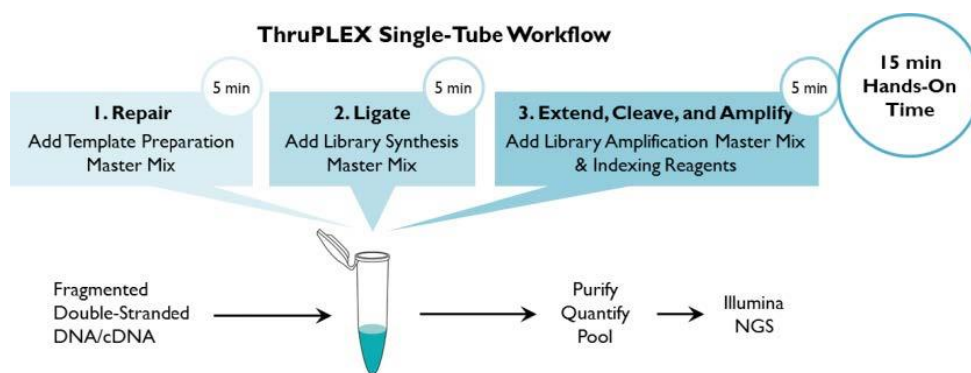 ThruPLEX Single-Tube Workflow
5 min
1. Repair
Add Template Preparation
Master Mix
5 min
2. Ligate
Add Library Synthesis
Master Mix
5 min
3. Extend, Cleave, and Amplify
Add Library Amplification Master Mix
& Indexing Reagents
15 min
Hands-On
Time
Fragmented
Double-Stranded
DNA/cDNA
Purify
Quantify
Pool
Illumina
NGS